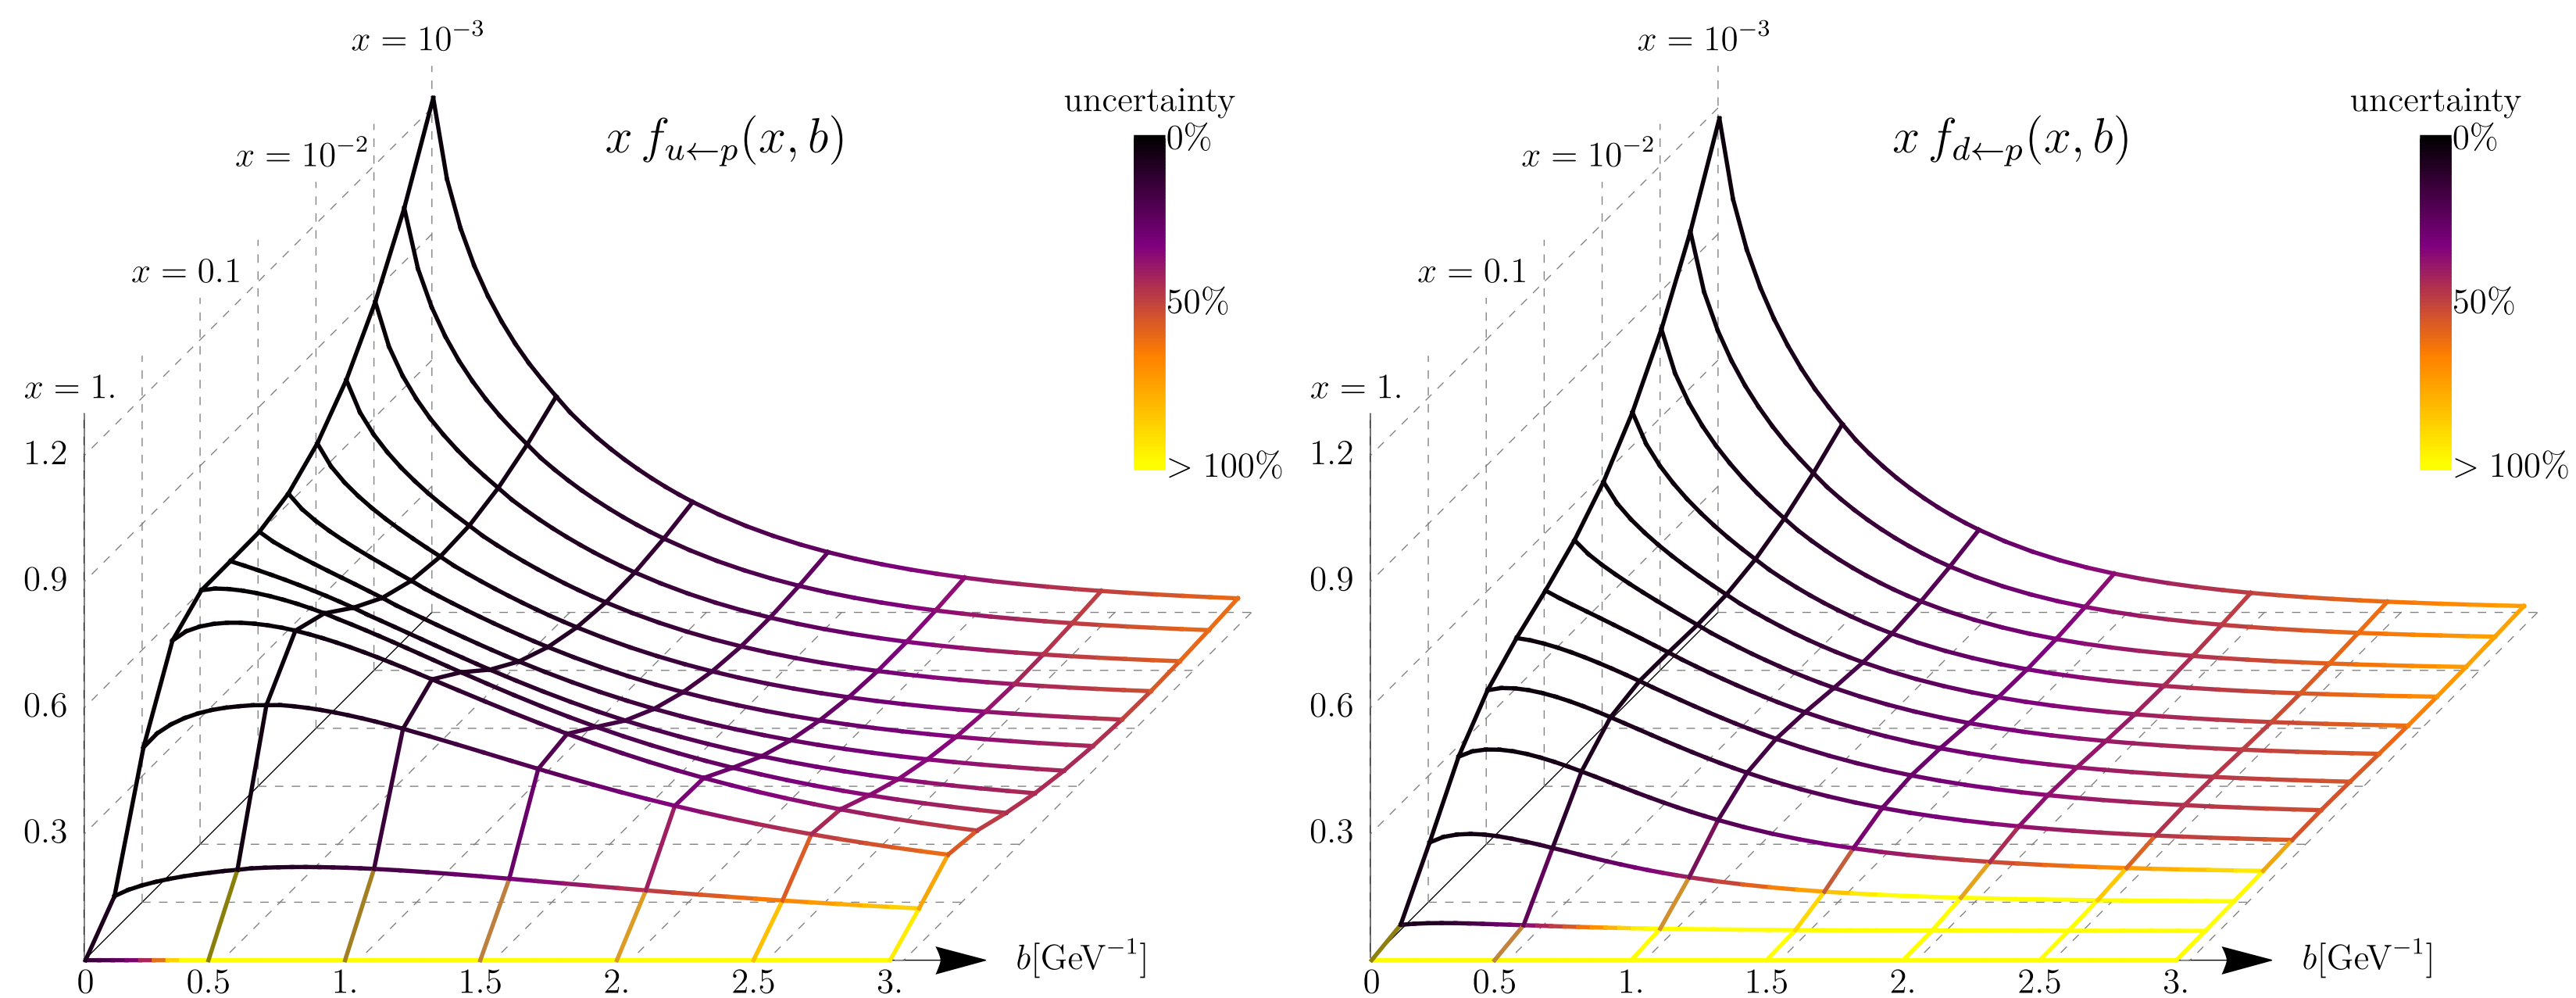 x = 10⁻³
x = 10⁻²
x = 0.1
x = 1.
x f_{u←p}(x, b)
uncertainty
0%
50%
> 100%
1.2
0.9
0.6
0.3
0 0.5 1. 1.5 2. 2.5 3.
b[GeV⁻¹]
x = 10⁻³
x = 10⁻²
x = 0.1
x = 1.
x f_{d←p}(x, b)
uncertainty
0%
50%
> 100%
1.2
0.9
0.6
0.3
0 0.5 1. 1.5 2. 2.5 3.
b[GeV⁻¹]